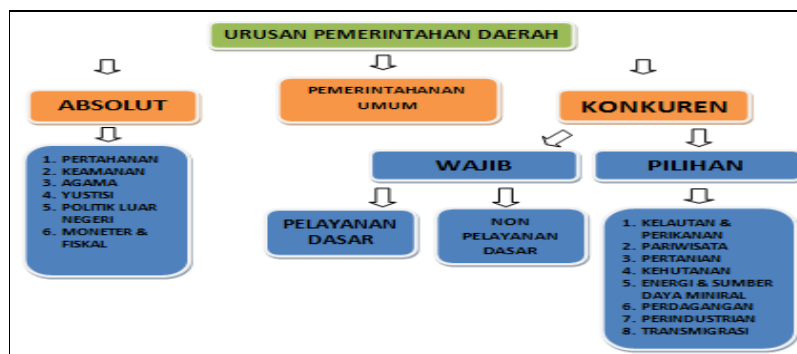 URUSAN PEMERINTAHAN DAERAH
ABSOLUT
PEMERINTAHANAN
UMUM
KONKUREN
1. PERTAHANAN
2. KEAMANAN
3. AGAMA
4. YUSTISI
5. POLITIK LUAR
NEGERI
6. MONETER &
FISKAL
WAJIB
PILIHAN
PELAYANAN
DASAR
NON
PELAYANAN
DASAR
1. KELAUTAN &
PERIKANAN
2. PARIWISATA
3. PERTANIAN
4. KEHUTANAN
5. ENERGI & SUMBER
DAYA MINIRAL
6. PERDAGANGAN
7. PERINDUSTRIAN
8. TRANSMIGRASI